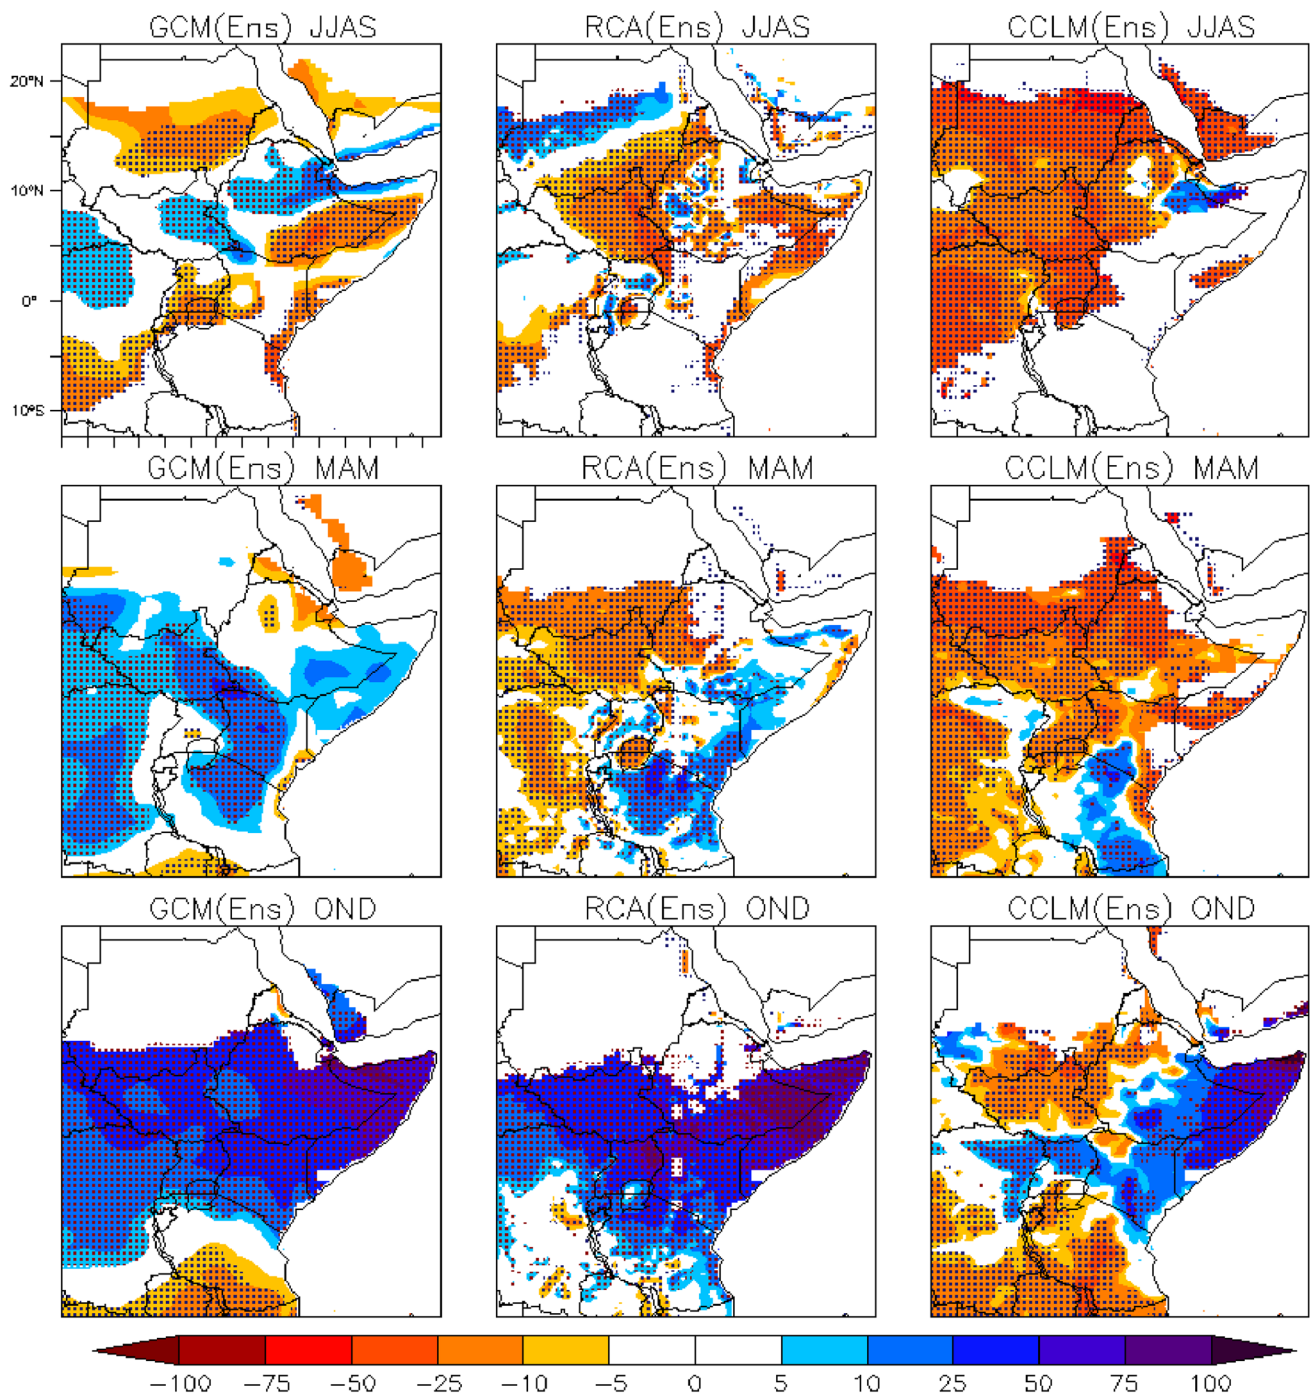 GCM(Ens) JJAS RCA(Ens) JJAS CCLM(Ens) JJAS
20°N
10°N
0°
10°S
GCM(Ens) MAM RCA(Ens) MAM CCLM(Ens) MAM
GCM(Ens) OND RCA(Ens) OND CCLM(Ens) OND
−100 −75 −50 −25 −10 −5 0 5 10 25 50 75 100